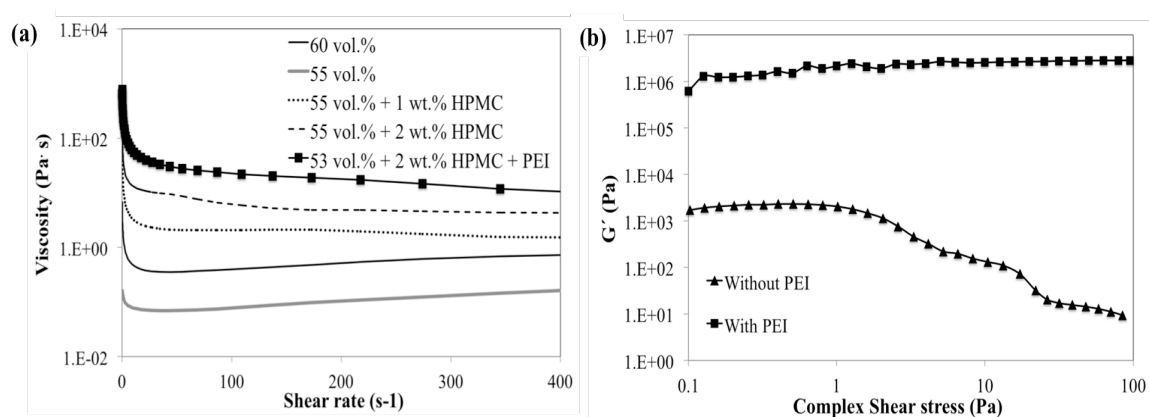 (a)
1.E+04
1.E+02
1.E+00
1.E-02
Viscosity (Pa· s)
60 vol.%
55 vol.%
55 vol.% + 1 wt.% HPMC
55 vol.% + 2 wt.% HPMC
53 vol.% + 2 wt.% HPMC + PEI
0
100
200
300
400
Shear rate (s-1)
(b)
1.E+07
1.E+06
1.E+05
1.E+04
1.E+03
1.E+02
1.E+01
1.E+00
G´ (Pa)
Without PEI
With PEI
0.1
1
10
100
Complex Shear stress (Pa)